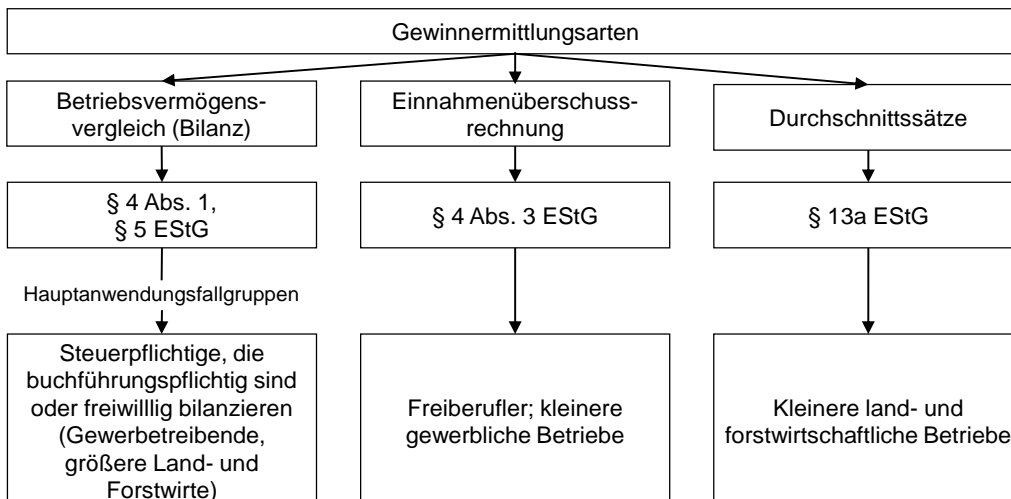 Gewinnermittlungsarten
Betriebsvermögens-
vergleich (Bilanz)
Einnahmenüberschuss-
rechnung
Durchschnittssätze
§ 4 Abs. 1,
§ 5 EStG
§ 4 Abs. 3 EStG
§ 13a EStG
Hauptanwendungsfallgruppen
Steuerpflichtige, die
buchführungspflichtig sind
oder freiwilllig bilanzieren
(Gewerbetreibende,
größere Land- und
Forstwirte)
Freiberufler; kleinere
gewerbliche Betriebe
Kleinere land- und
forstwirtschaftliche Betriebe